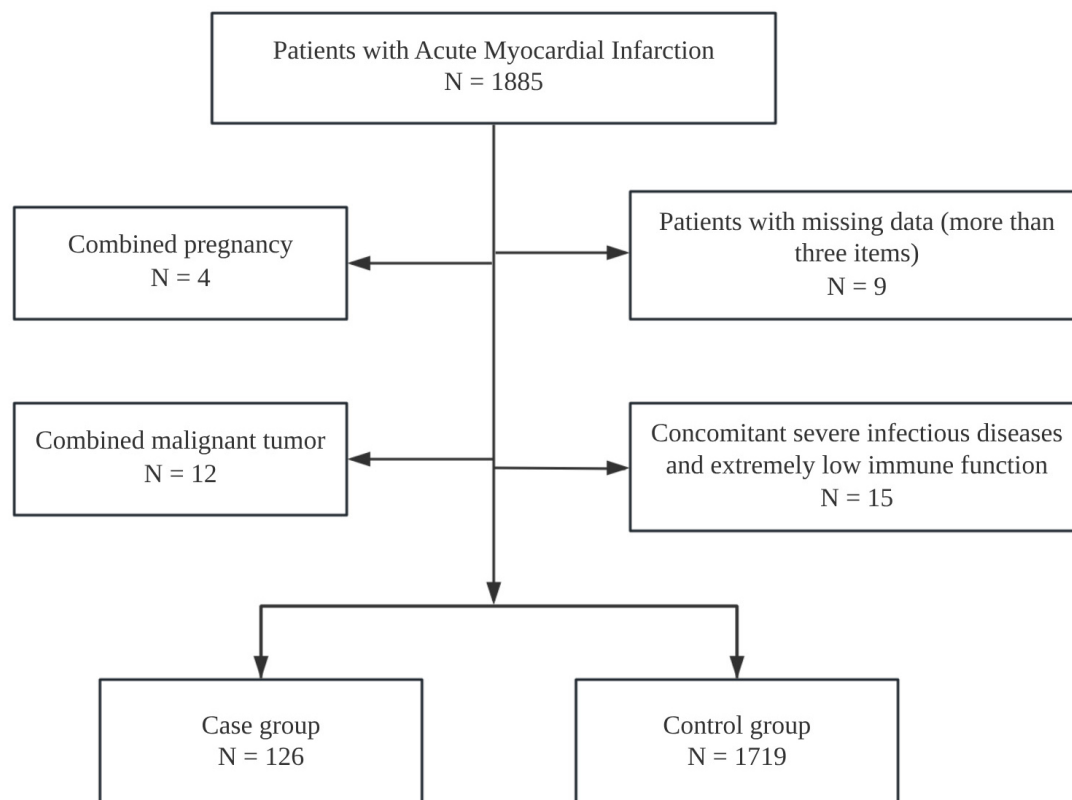 Patients with Acute Myocardial Infarction
N = 1885
Combined pregnancy
N = 4
Patients with missing data (more than
three items)
N = 9
Combined malignant tumor
N = 12
Concomitant severe infectious diseases
and extremely low immune function
N = 15
Case group
N = 126
Control group
N = 1719